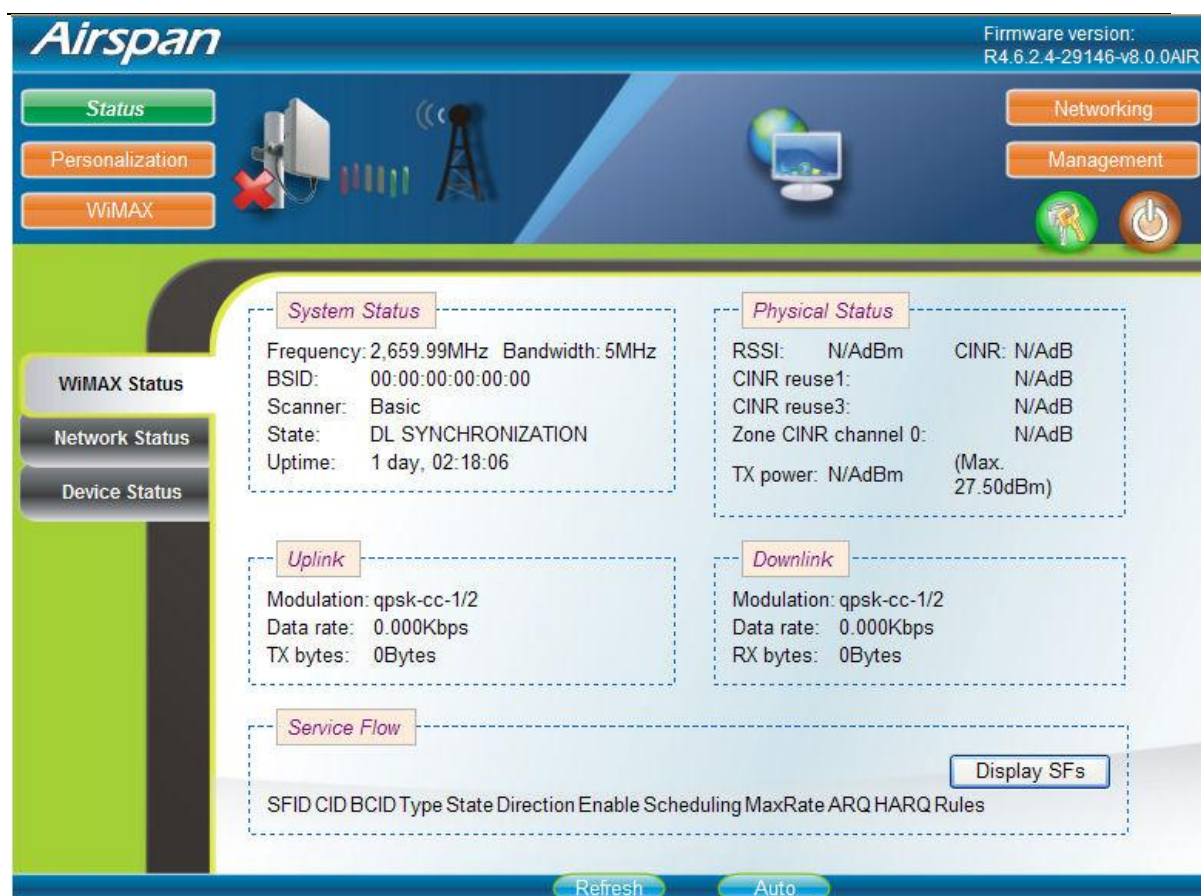 Airspan
Firmware version:
R4.6.2.4-29146-v8.0.0AIR
Status
Personalization
WiMAX
Networking
Management
WiMAX Status
Network Status
Device Status
System Status
Frequency: 2,659.99MHz Bandwidth: 5MHz
BSID: 00:00:00:00:00:00
Scanner: Basic
State: DL SYNCHRONIZATION
Uptime: 1 day, 02:18:06
Physical Status
RSSI: N/AdBm CINR: N/AdB
CINR reuse1: N/AdB
CINR reuse3: N/AdB
Zone CINR channel 0: N/AdB
TX power: N/AdBm (Max.
27.50dBm)
Uplink
Modulation: qpsk-cc-1/2
Data rate: 0.000Kbps
TX bytes: 0Bytes
Downlink
Modulation: qpsk-cc-1/2
Data rate: 0.000Kbps
RX bytes: 0Bytes
Service Flow
Display SFs
SFID CID BCID Type State Direction Enable Scheduling MaxRate ARQ HARQ Rules
Refresh Auto